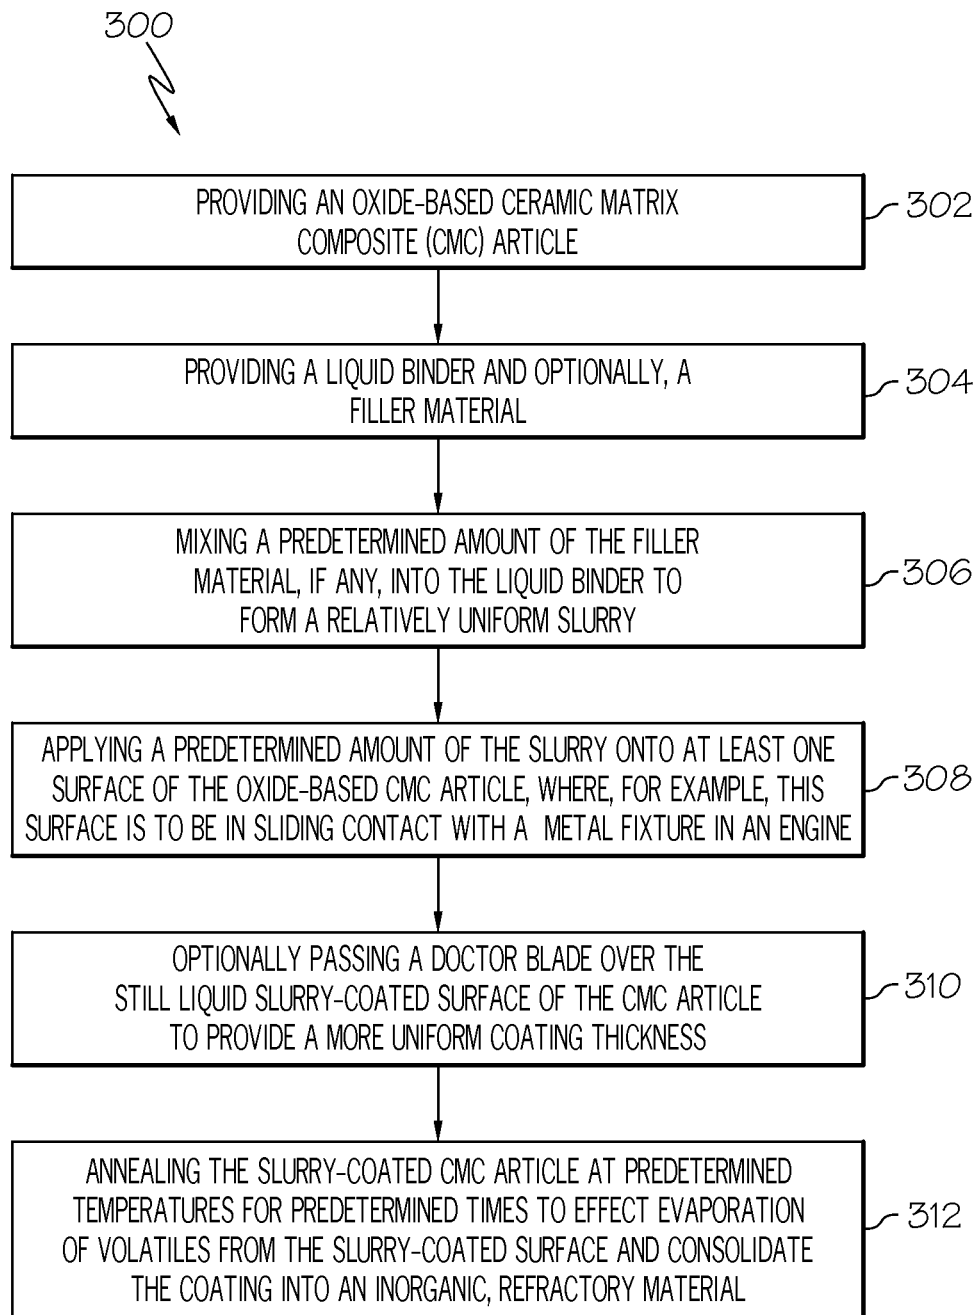 300
PROVIDING AN OXIDE-BASED CERAMIC MATRIX
COMPOSITE (CMC) ARTICLE
302
PROVIDING A LIQUID BINDER AND OPTIONALLY, A
FILLER MATERIAL
304
MIXING A PREDETERMINED AMOUNT OF THE FILLER
MATERIAL, IF ANY, INTO THE LIQUID BINDER TO
FORM A RELATIVELY UNIFORM SLURRY
306
APPLYING A PREDETERMINED AMOUNT OF THE SLURRY ONTO AT LEAST ONE
SURFACE OF THE OXIDE-BASED CMC ARTICLE, WHERE, FOR EXAMPLE, THIS
SURFACE IS TO BE IN SLIDING CONTACT WITH A METAL FIXTURE IN AN ENGINE
308
OPTIONALLY PASSING A DOCTOR BLADE OVER THE
STILL LIQUID SLURRY-COATED SURFACE OF THE CMC ARTICLE
TO PROVIDE A MORE UNIFORM COATING THICKNESS
310
ANNEALING THE SLURRY-COATED CMC ARTICLE AT PREDETERMINED
TEMPERATURES FOR PREDETERMINED TIMES TO EFFECT EVAPORATION
OF VOLATILES FROM THE SLURRY-COATED SURFACE AND CONSOLIDATE
THE COATING INTO AN INORGANIC, REFRACTORY MATERIAL
312